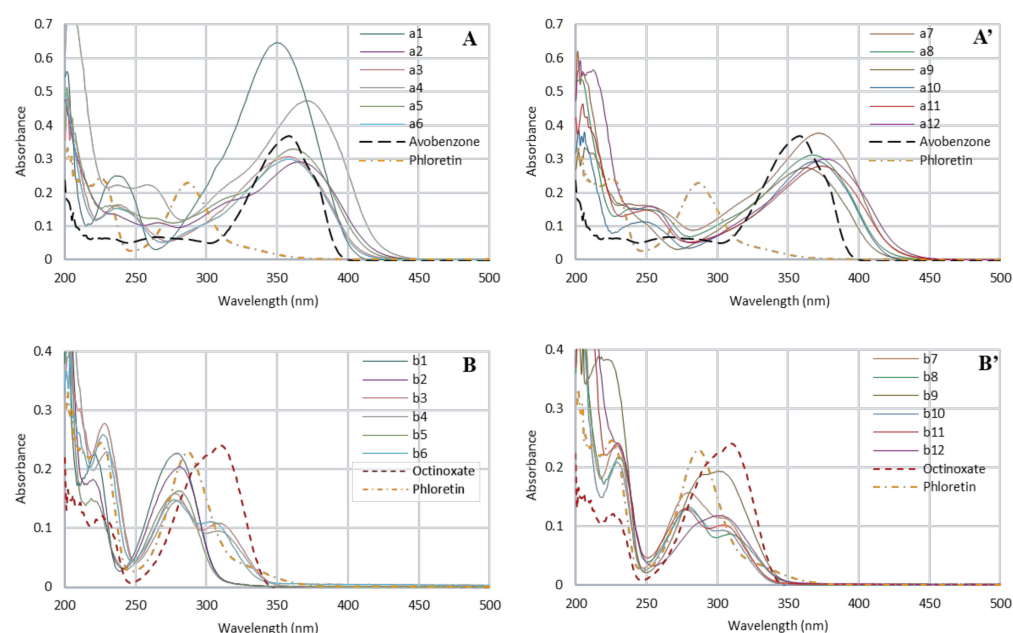 A
0.7
0.6
0.5
0.4
0.3
0.2
0.1
0
Absorbance
200 250 300 350 400 450 500
Wavelength (nm)
a1
a2
a3
a4
a5
a6
Avobenzone
Phloretin
A’
0.7
0.6
0.5
0.4
0.3
0.2
0.1
0
Absorbance
200 250 300 350 400 450 500
Wavelength (nm)
a7
a8
a9
a10
a11
a12
Avobenzone
Phloretin
B
0.4
0.3
0.2
0.1
0
Absorbance
200 250 300 350 400 450 500
Wavelength (nm)
b1
b2
b3
b4
b5
b6
Octinoxate
Phloretin
B’
0.4
0.3
0.2
0.1
0
Absorbance
200 250 300 350 400 450 500
Wavelength (nm)
b7
b8
b9
b10
b11
b12
Octinoxate
Phloretin